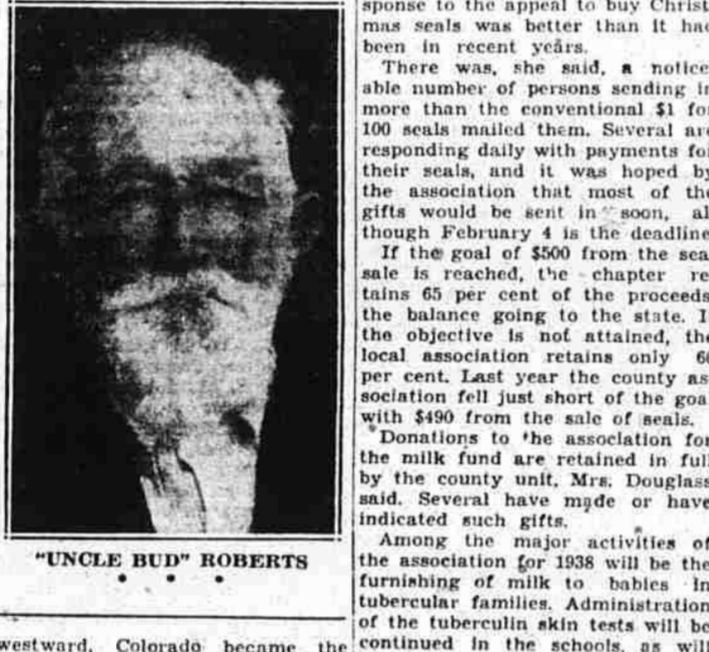 "UNCLE BUD" ROBERTS
westward, Colorado became the
sponse to the appeal to buy Christ
mas seals was better than it had
been in recent years.
There was, she said, a notice
able number of persons sending in
more than the conventional $1 for
100 seals mailed them. Several are
responding daily with payments for
their seals, and it was hoped by
the association that most of the
gifts would be sent in soon, al
though February 4 is the deadline
If the goal of $500 from the sea
sale is reached, the chapter re
tains 65 per cent of the proceeds
the balance going to the state. I
the objective is not attained, the
local association retains only 60
per cent. Last year the county as
sociation fell just short of the goa
with $490 from the sale of seals.
Donations to the association for
the milk fund are retained in full
by the county unit, Mrs. Douglass
said. Several have made or have
indicated such gifts.
Among the major activities of
the association for 1938 will be the
furnishing of milk to babies in
tubercular families. Administration
of the tuberculin skin tests will be
continued in the schools, as will